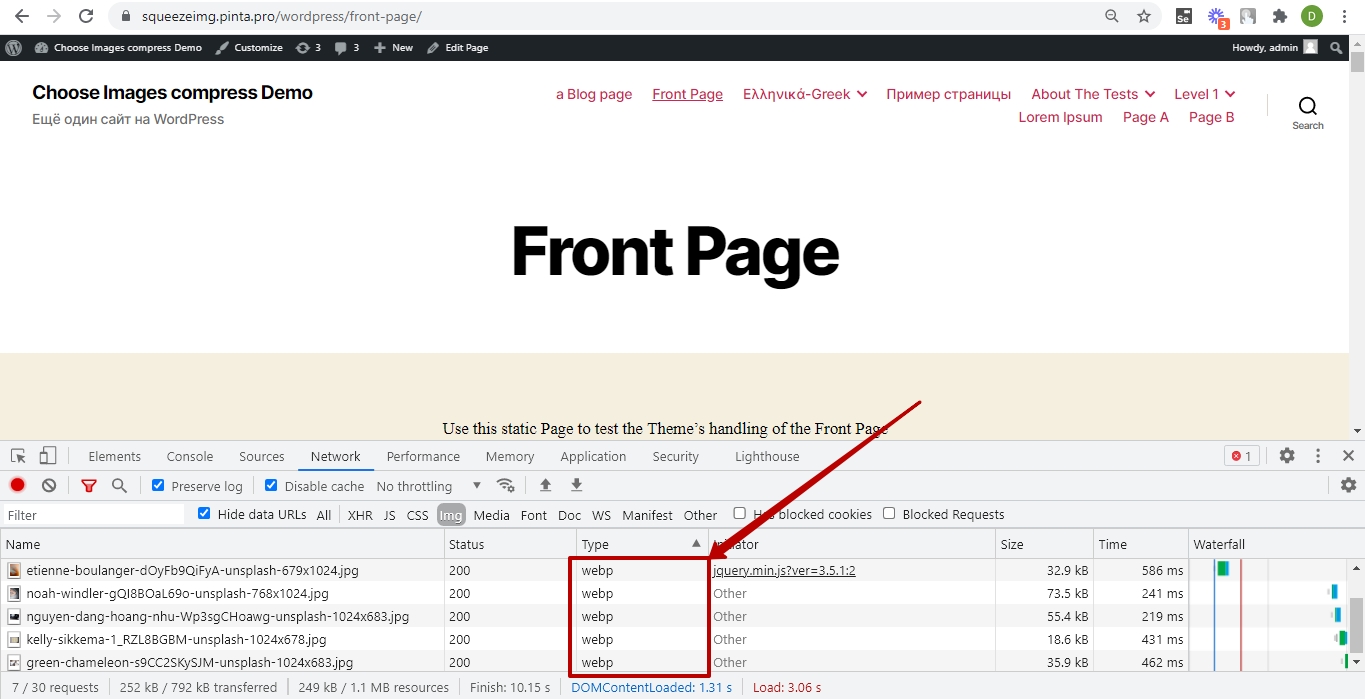 squeezeimg.pinta.pro/wordpress/front-page/
Se
3
D
Choose Images compress Demo
Customize
3
3
New
Edit Page
Howdy, admin
Choose Images compress Demo
Ещё один сайт на WordPress
a Blog page Front Page Ελληνικά-Greek Пример страницы About The Tests Level 1
Lorem Ipsum Page A Page B
Search
Front Page
Use this static Page to test the Theme's handling of the Front Page
Elements Console Sources Network Performance Memory Application Security Lighthouse
1
Preserve log Disable cache No throttling
Filter Hide data URLs All XHR JS CSS Img Media Font Doc WS Manifest Other blocked cookies Blocked Requests
Name Status Type Size Time Waterfall
etienne-boulanger-dOyFb9QiFyA-unsplash-679x1024.jpg 200 webp jquery.min.js?ver=3.5.1:2 32.9 kB 586 ms
noah-windler-gQI8BOaL69o-unsplash-768x1024.jpg 200 webp Other 73.5 kB 241 ms
nguyen-dang-hoang-nhu-Wp3sgCHoawg-unsplash-1024x683.jpg 200 webp Other 55.4 kB 219 ms
kelly-sikkema-1_RZL8BGBM-unsplash-1024x678.jpg 200 webp Other 18.6 kB 431 ms
green-chameleon-s9CC2SKySJM-unsplash-1024x683.jpg 200 webp Other 35.9 kB 462 ms
7 / 30 requests 252 kB / 792 kB transferred 249 kB / 1.1 MB resources Finish: 10.15 s DOMContentLoaded: 1.31 s Load: 3.06 s